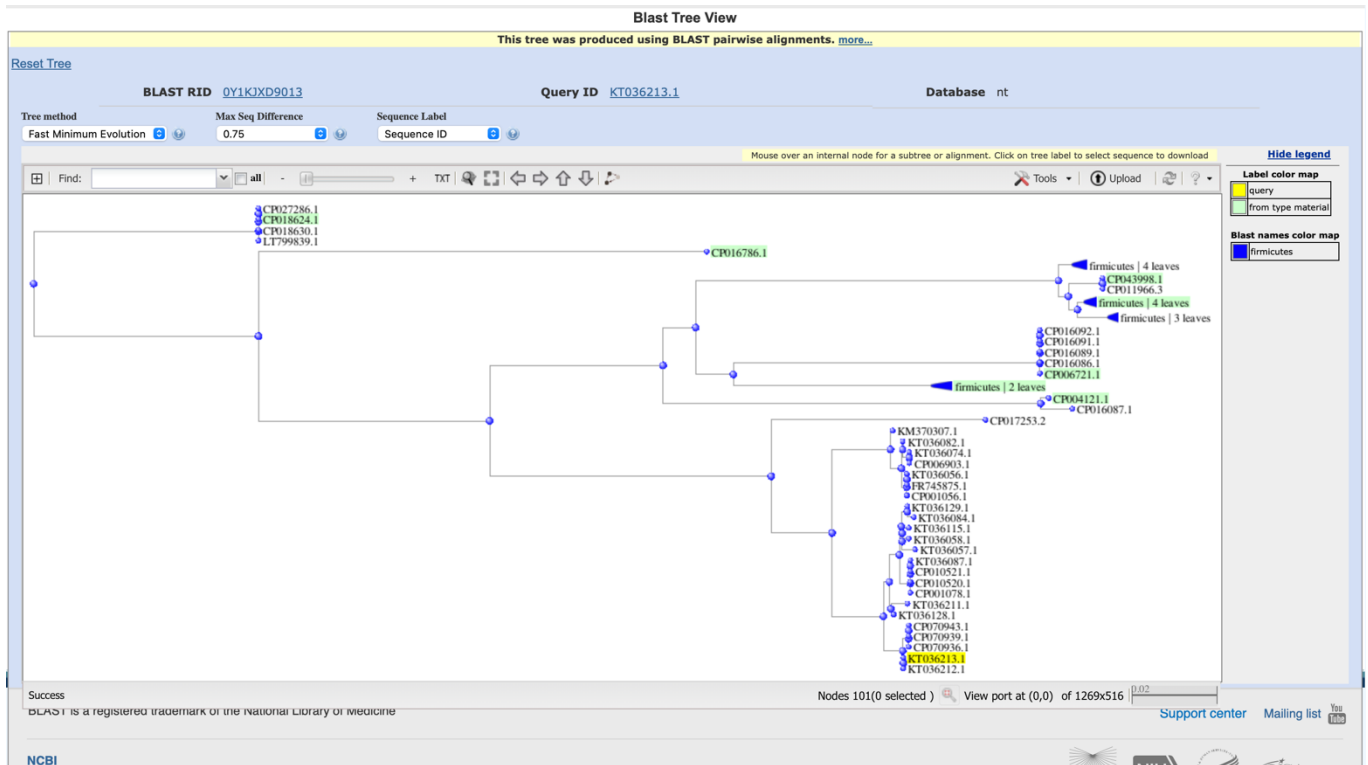 Blast Tree View
This tree was produced using BLAST pairwise alignments. more...
Reset Tree
BLAST RID 0Y1KJXD9013 Query ID KT036213.1 Database nt
Tree method Max Seq Difference Sequence Label
Fast Minimum Evolution 0.75 Sequence ID
Mouse over an internal node for a subtree or alignment. Click on tree label to select sequence to download
Hide legend
Find: all - + TXT Tools Upload ?
Label color map
query
from type material
Blast names color map
firmicutes
CP027286.1
CP018624.1
CP018630.1
LT799839.1
CP016786.1
firmicutes | 4 leaves
CP043998.1
CP011966.3
firmicutes | 4 leaves
firmicutes | 3 leaves
CP016092.1
CP016091.1
CP016089.1
CP016086.1
CP006721.1
firmicutes | 2 leaves
CP004121.1
CP016087.1
CP017253.2
KM370307.1
KT036082.1
KT036074.1
CP006903.1
KT036056.1
FR745875.1
CP001056.1
KT036129.1
KT036084.1
KT036115.1
KT036058.1
KT036057.1
KT036087.1
CP010521.1
CP010520.1
CP001078.1
KT036211.1
KT036128.1
CP070943.1
CP070939.1
CP070936.1
KT036213.1
KT036212.1
Success Nodes 101(0 selected ) View port at (0,0) of 1269x516 0.02
BLAST is a registered trademark of the National Library of Medicine
Support center Mailing list You Tube
NCBI